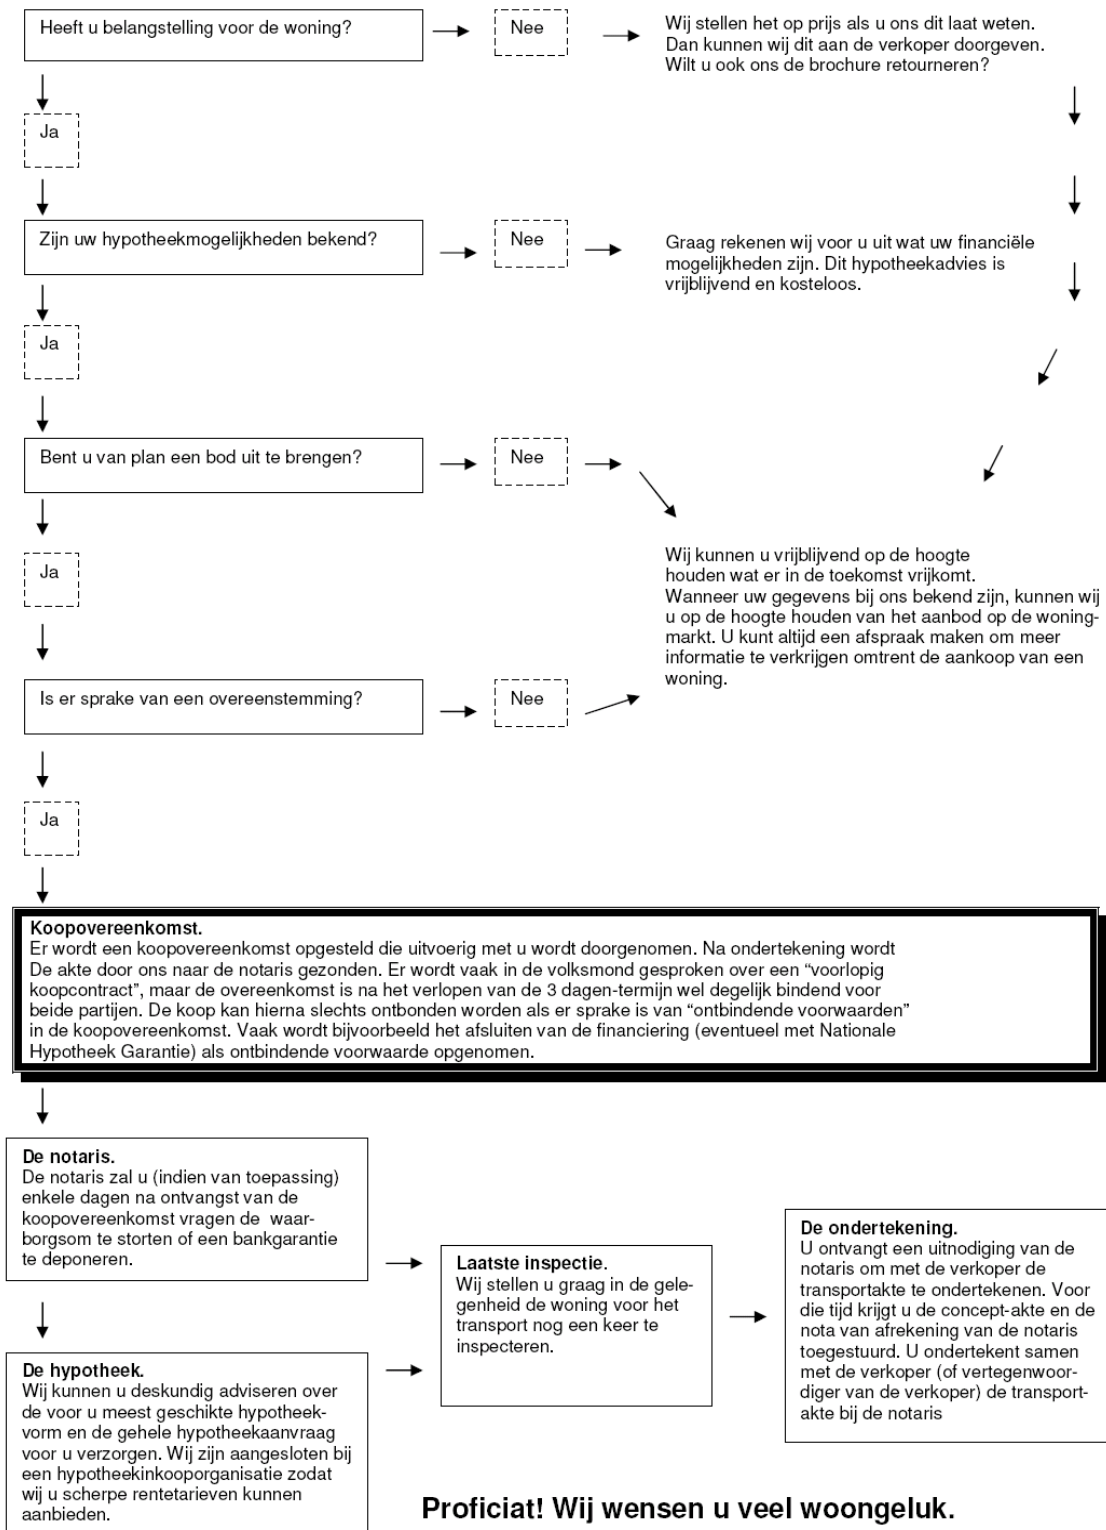 Heeft u belangstelling voor de woning?
Nee
Wij stellen het op prijs als u ons dit laat weten.
Dan kunnen wij dit aan de verkoper doorgeven.
Wilt u ook ons de brochure retourneren?
Ja
Zijn uw hypotheekmogelijkheden bekend?
Nee
Graag rekenen wij voor u uit wat uw financiële
mogelijkheden zijn. Dit hypotheekadvies is
vrijblijvend en kosteloos.
Ja
Bent u van plan een bod uit te brengen?
Nee
Ja
Wij kunnen u vrijblijvend op de hoogte
houden wat er in de toekomst vrijkomt.
Wanneer uw gegevens bij ons bekend zijn, kunnen wij
u op de hoogte houden van het aanbod op de woning-
markt. U kunt altijd een afspraak maken om meer
informatie te verkrijgen omtrent de aankoop van een
woning.
Is er sprake van een overeenstemming?
Nee
Ja
Koopovereenkomst.
Er wordt een koopovereenkomst opgesteld die uitvoerig met u wordt doorgenomen. Na ondertekening wordt
De akte door ons naar de notaris gezonden. Er wordt vaak in de volksmond gesproken over een “voorlopig
koopcontract”, maar de overeenkomst is na het verlopen van de 3 dagen-termijn wel degelijk bindend voor
beide partijen. De koop kan hierna slechts ontbonden worden als er sprake is van “ontbindende voorwaarden”
in de koopovereenkomst. Vaak wordt bijvoorbeeld het afsluiten van de financiering (eventueel met Nationale
Hypotheek Garantie) als ontbindende voorwaarde opgenomen.
De notaris.
De notaris zal u (indien van toepassing)
enkele dagen na ontvangst van de
koopovereenkomst vragen de waar-
borgsom te storten of een bankgarantie
te deponeren.
De hypotheek.
Wij kunnen u deskundig adviseren over
de voor u meest geschikte hypotheek-
vorm en de gehele hypotheekaanvraag
voor u verzorgen. Wij zijn aangesloten bij
een hypotheekinkooporganisatie zodat
wij u scherpe rentetarieven kunnen
aanbieden.
Laatste inspectie.
Wij stellen u graag in de gele-
genheid de woning voor het
transport nog een keer te
inspecteren.
De ondertekening.
U ontvangt een uitnodiging van de
notaris om met de verkoper de
transportakte te ondertekenen. Voor
die tijd krijgt u de concept-akte en de
nota van afrekening van de notaris
toegestuurd. U ondertekent samen
met de verkoper (of vertegenwoor-
diger van de verkoper) de transport-
akte bij de notaris
Proficiat! Wij wensen u veel woongeluk.